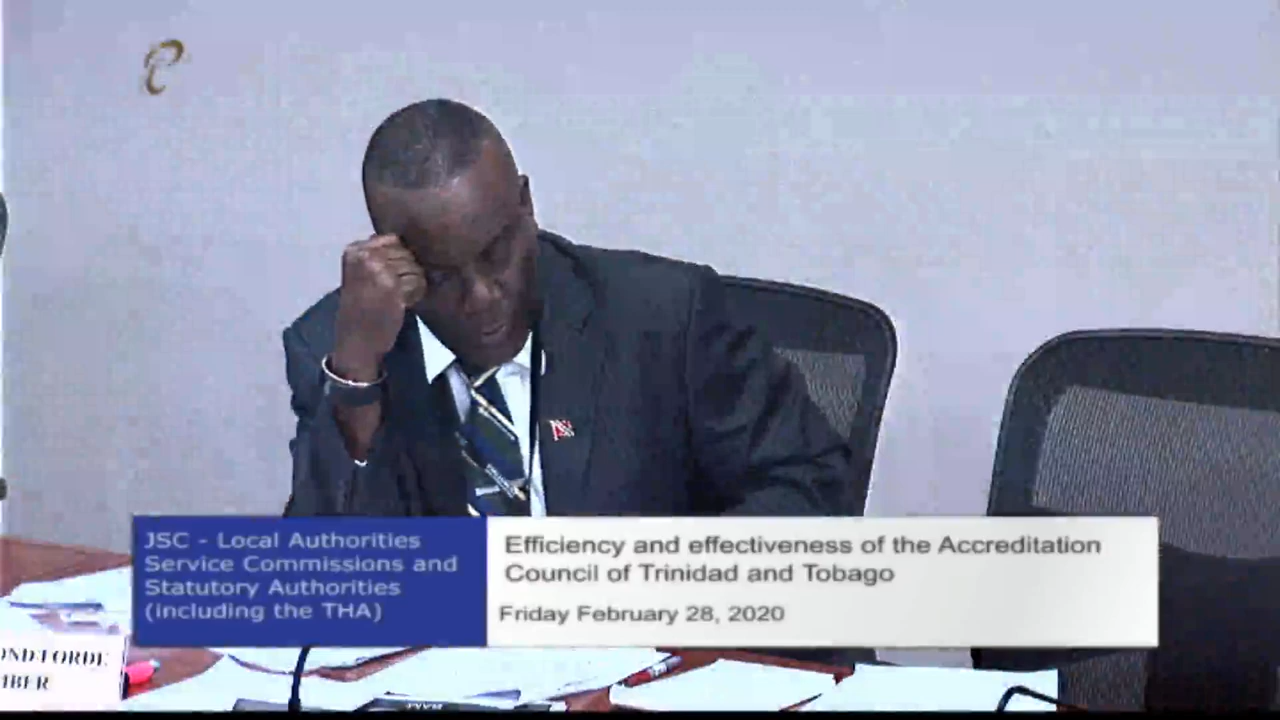 JSC - Local Authorities
Service Commissions and
Statutory Authorities
(including the THA)
Efficiency and effectiveness of the Accreditation
Council of Trinidad and Tobago
Friday February 28, 2020